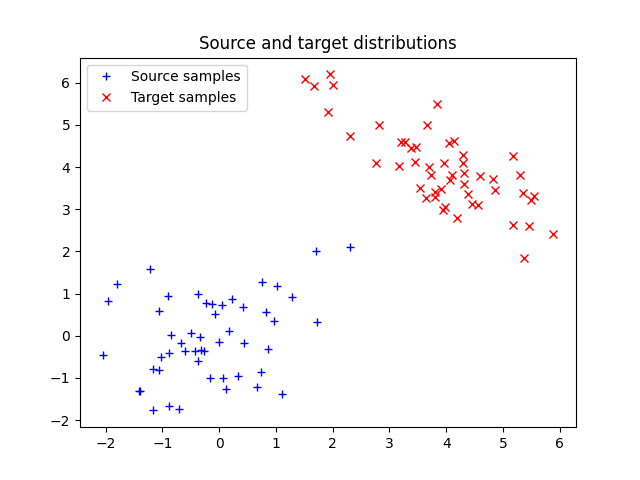 Source and target distributions
Source samples
Target samples
6
5
4
3
2
1
0
−1
−2
−2 −1 0 1 2 3 4 5 6